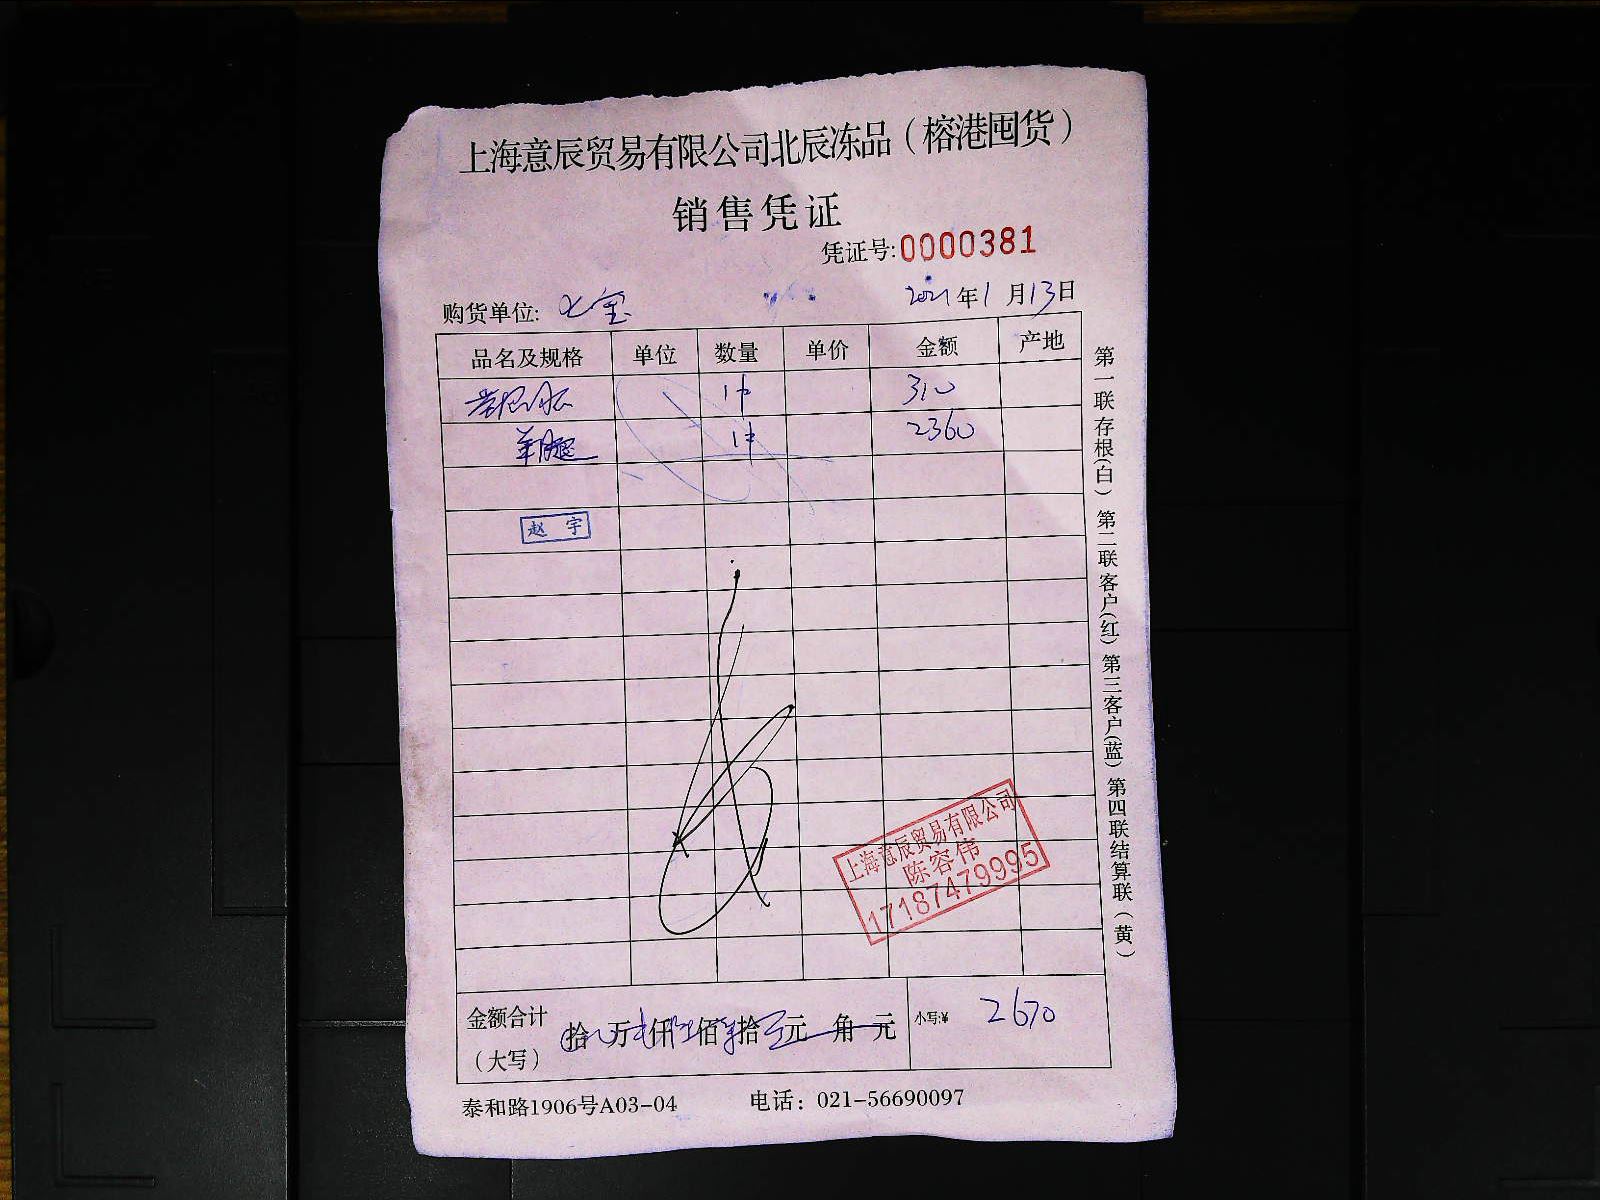 上海意辰贸易有限公司北辰冻品（榕港囤货）
销售凭证
凭证号:0000381
购货单位: 七宝
2021年1月13日
品名及规格 单位 数量 单价 金额 产地
1件 310
羊腿 1件 2360
赵宇
上海意辰贸易有限公司
陈容伟
17187479995
金额合计（大写） 拾 万 仟 佰 拾 元 角 元 小写:¥ 2670
泰和路1906号A03-04 电话：021-56690097
第一联存根(白) 第二联客户(红) 第三客户(蓝) 第四联结算联(黄)